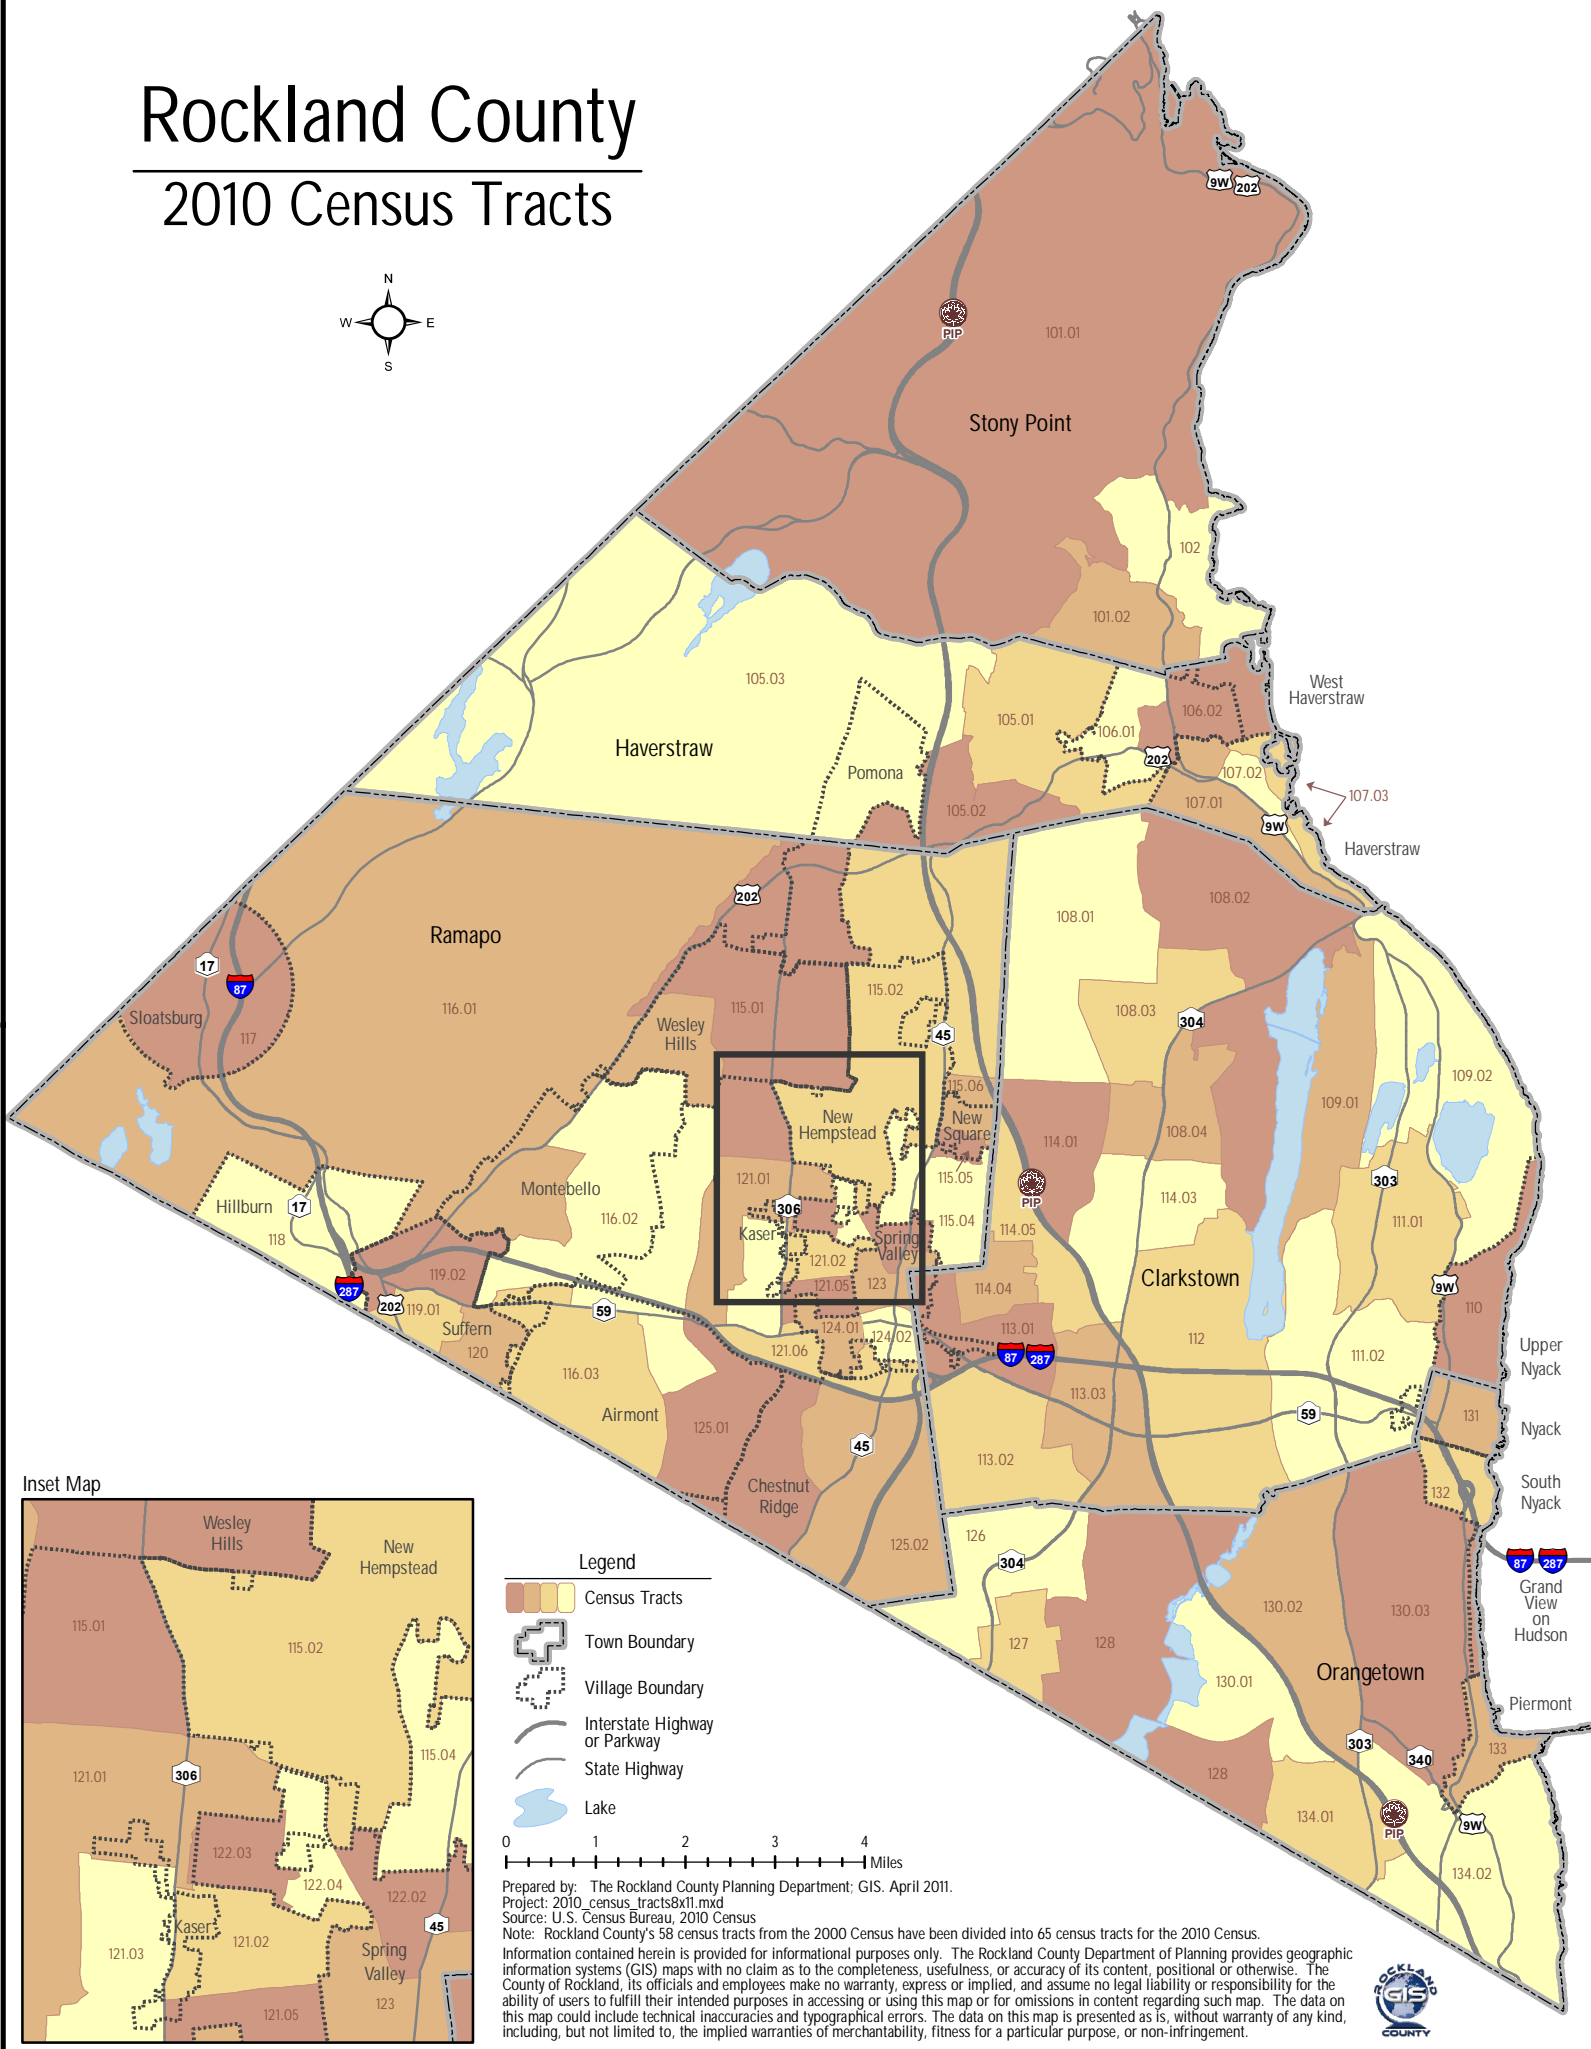 Rockland County
2010 Census Tracts
N
W
E
S
9W
202
PIP
101.01
Stony Point
102
101.02
105.03
West
Haverstraw
105.01
106.02
106.01
Haverstraw
Pomona
202
107.02
107.03
105.02
107.01
9W
Haverstraw
202
108.01
108.02
Ramapo
17
87
116.01
115.01
115.02
108.03
304
Sloatsburg
117
Wesley
Hills
45
109.02
115.06
109.01
New
Hempstead
New
Square
114.01
108.04
121.01
115.05
PIP
303
Montebello
Hillburn
17
306
114.03
116.02
115.04
114.05
111.01
118
Kaser
Spring
Valley
121.02
119.02
121.05
123
114.04
Clarkstown
287
202
119.01
59
9W
110
Suffern
124.01
124.02
113.01
112
120
121.06
87
287
111.02
Upper
Nyack
116.03
113.03
Airmont
125.01
59
131
Nyack
45
113.02
Chestnut
Ridge
132
South
Nyack
125.02
126
304
87
287
Grand
View
on
Hudson
130.02
130.03
127
128
Orangetown
130.01
Piermont
303
340
133
128
134.01
PIP
9W
134.02
Inset Map
Wesley
Hills
New
Hempstead
115.01
115.02
115.04
121.01
306
122.03
122.04
122.02
45
Kaser
121.02
121.03
Spring
Valley
123
121.05
Legend
Census Tracts
Town Boundary
Village Boundary
Interstate Highway
or Parkway
State Highway
Lake
0 1 2 3 4
Miles
Prepared by: The Rockland County Planning Department; GIS. April 2011.
Project: 2010_census_tracts8x11.mxd
Source: U.S. Census Bureau, 2010 Census
Note: Rockland County's 58 census tracts from the 2000 Census have been divided into 65 census tracts for the 2010 Census.
Information contained herein is provided for informational purposes only. The Rockland County Department of Planning provides geographic
information systems (GIS) maps with no claim as to the completeness, usefulness, or accuracy of its content, positional or otherwise. The
County of Rockland, its officials and employees make no warranty, express or implied, and assume no legal liability or responsibility for the
ability of users to fulfill their intended purposes in accessing or using this map or for omissions in content regarding such map. The data on
this map could include technical inaccuracies and typographical errors. The data on this map is presented as is, without warranty of any kind,
including, but not limited to, the implied warranties of merchantability, fitness for a particular purpose, or non-infringement.
ROCKLAND
GIS
COUNTY